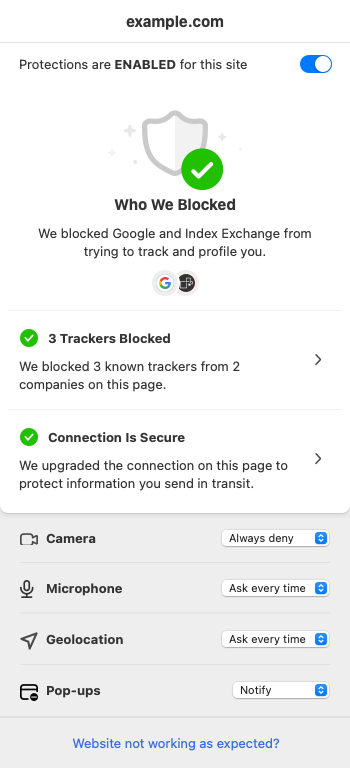 example.com
Protections are ENABLED for this site
Who We Blocked
We blocked Google and Index Exchange from
trying to track and profile you.
G
3 Trackers Blocked
We blocked 3 known trackers from 2
companies on this page.
Connection Is Secure
We upgraded the connection on this page to
protect information you send in transit.
Camera Always deny
Microphone Ask every time
Geolocation Ask every time
Pop-ups Notify
Website not working as expected?